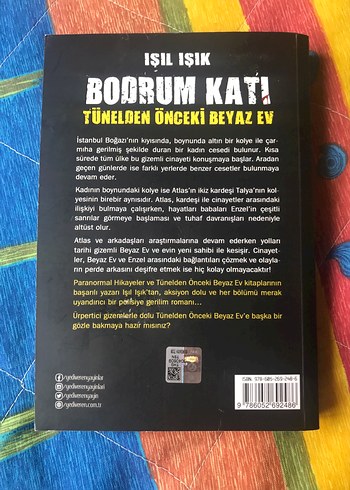 IŞIL IŞIK
BODRUM KATI
TÜNELDEN ÖNCEKİ BEYAZ EV
İstanbul Boğazı'nın kıyısında, boynunda altın bir kolye ile çar-
mıha gerilmiş şekilde duran bir kadın cesedi bulunur. Kısa
sürede tüm ülke bu gizemli cinayeti konuşmaya başlar. Aradan
geçen günlerde ise farklı yerlerde benzer cesetler bulunmaya
devam eder.
Kadının boynundaki kolye ise Atlas'ın ikiz kardeşi Talya'nın kol-
yesinin birebir aynısıdır. Atlas, kardeşi ile cinayetler arasındaki
ilişkiyi bulmaya çalışırken, hayatları babaları Enzel'in çeşitli
sanrılar görmeye başlaması ve tuhaf davranışları nedeniyle
altüst olur.
Atlas ve arkadaşları araştırmalarına devam ederken yolları
tarihi gizemli Beyaz Ev ve evin yeni sahibi ile kesişir. Cinayet-
ler, Beyaz Ev ve Enzel arasındaki bağlantıları çözmek ve olayla-
rın perde arkasını deşifre etmek ise hiç kolay olmayacaktır!
Paranormal Hikayeler ve Tünelden Önceki Beyaz Ev kitaplarının
başarılı yazarı Işıl Işık'tan, aksiyon dolu ve her bölümü merak
uyandırıcı bir polisiye gerilim romanı...
Ürpertici gizemlerle dolu Tünelden Önceki Beyaz Ev'e başka bir
gözle bakmaya hazır mısınız?
ISBN: 978-605-269-248-6
9 786052 692486